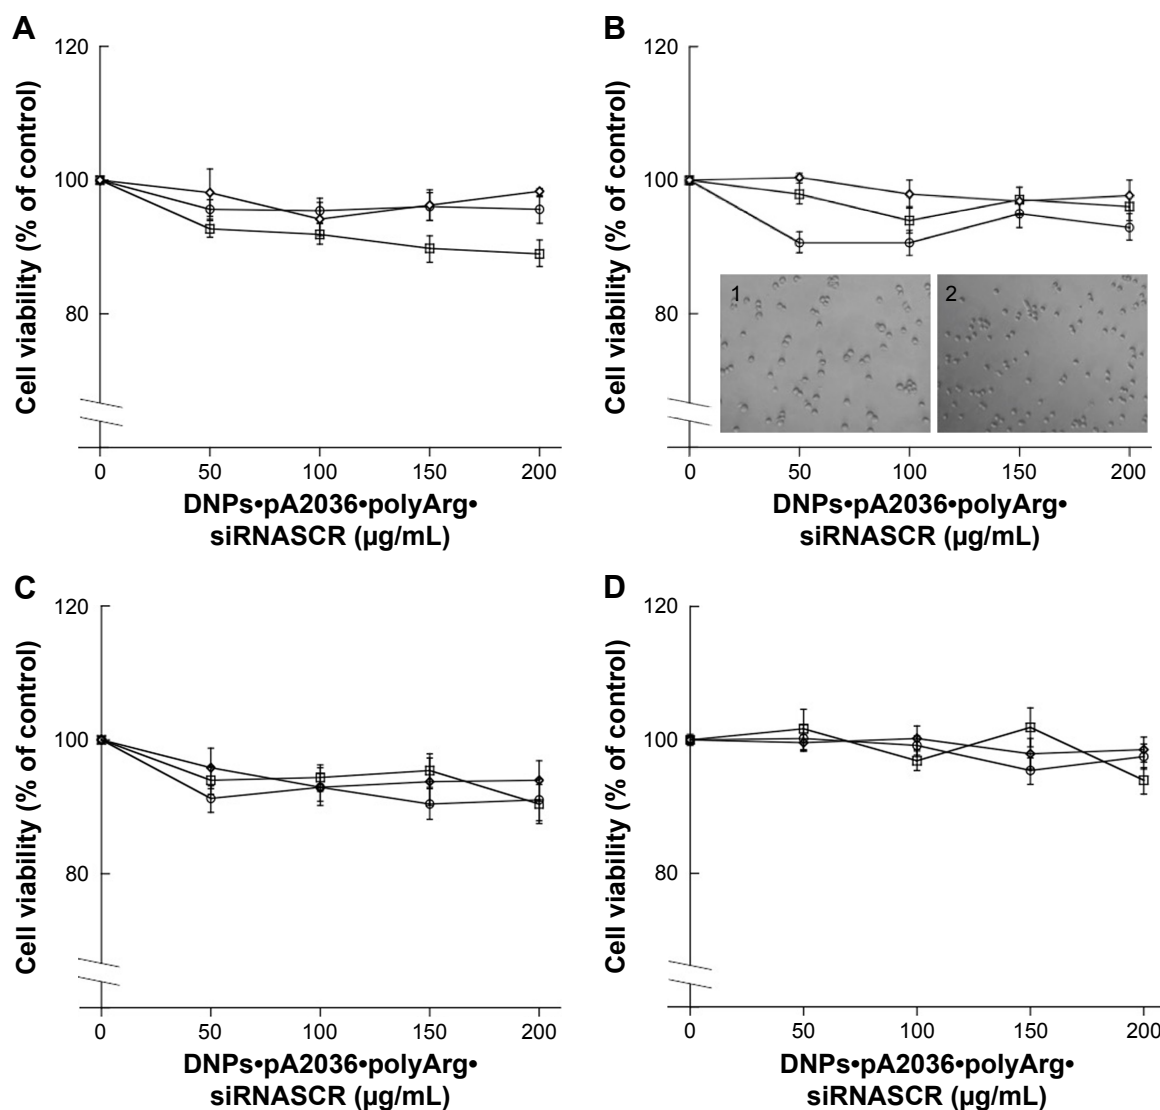 A
120
100
80
Cell viability (% of control)
0 50 100 150 200
DNPs•pA2036•polyArg•
siRNASCR (µg/mL)
B
120
100
80
Cell viability (% of control)
1
2
0 50 100 150 200
DNPs•pA2036•polyArg•
siRNASCR (µg/mL)
C
120
100
80
Cell viability (% of control)
0 50 100 150 200
DNPs•pA2036•polyArg•
siRNASCR (µg/mL)
D
120
100
80
Cell viability (% of control)
0 50 100 150 200
DNPs•pA2036•polyArg•
siRNASCR (µg/mL)